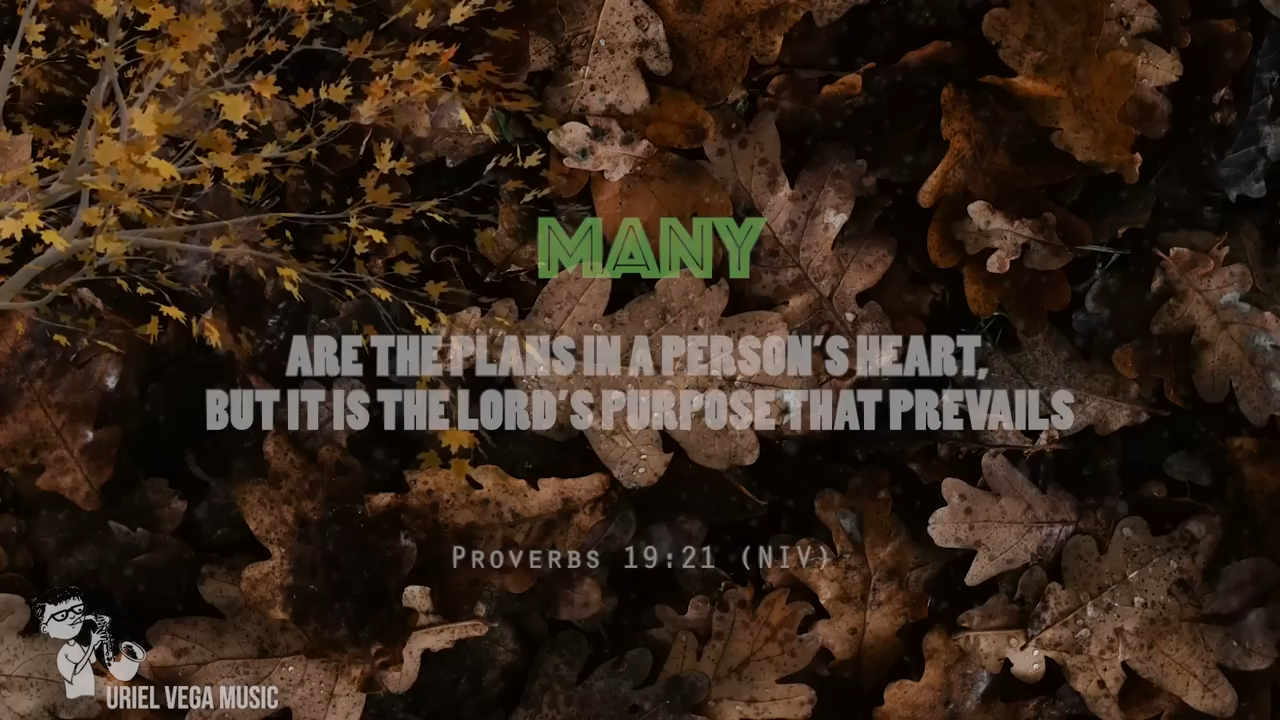 MANY
ARE THE PLANS IN A PERSON'S HEART,
BUT IT IS THE LORD'S PURPOSE THAT PREVAILS
PROVERBS 19:21 (NIV)
URIEL VEGA MUSIC